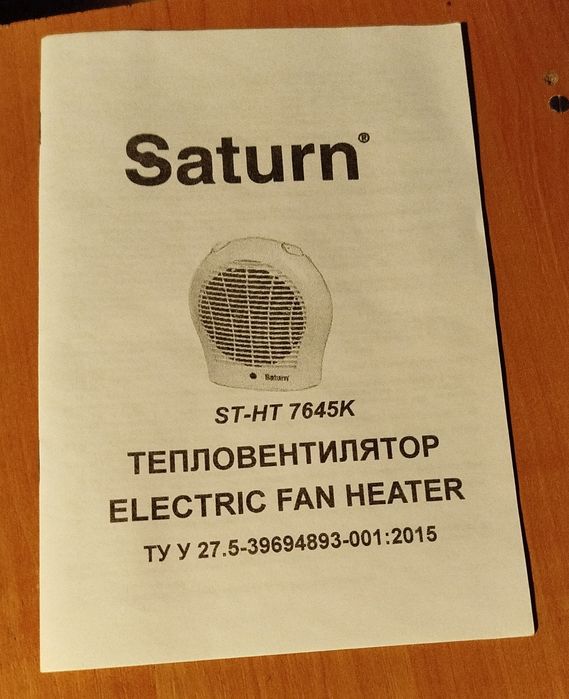 Saturn®
Saturn
ST-HT 7645K
ТЕПЛОВЕНТИЛЯТОР
ELECTRIC FAN HEATER
ТУ У 27.5-39694893-001:2015